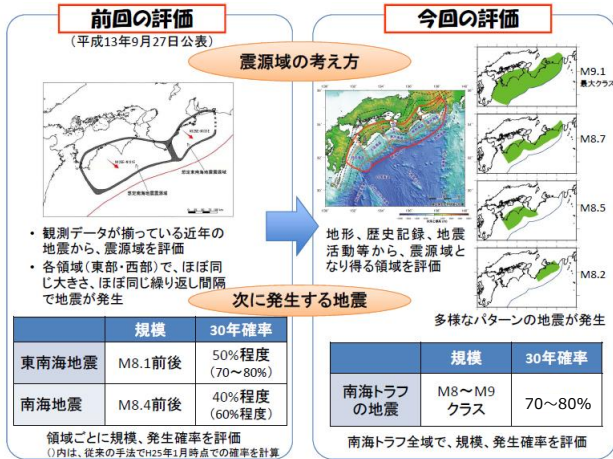 前回の評価
(平成13年9月27日公表)
今回の評価
震源域の考え方
M9.1
最大クラス
M8.7
M8.5
M8.2
• 観測データが揃っている近年の
地震から、震源域を評価
• 各領域(東部・西部)で、ほぼ同
じ大きさ、ほぼ同じ繰り返し間隔
で地震が発生
地形、歴史記録、地震
活動等から、震源域と
なり得る領域を評価
多様なパターンの地震が発生
次に発生する地震
規模 30年確率
東南海地震 M8.1前後 50%程度
(70~80%)
南海地震 M8.4前後 40%程度
(60%程度)
領域ごとに規模、発生確率を評価
()内は、従来の手法でH25年1月時点での確率を計算
規模 30年確率
南海トラフ
の地震 M8~M9
クラス 70~80%
南海トラフ全域で、規模、発生確率を評価